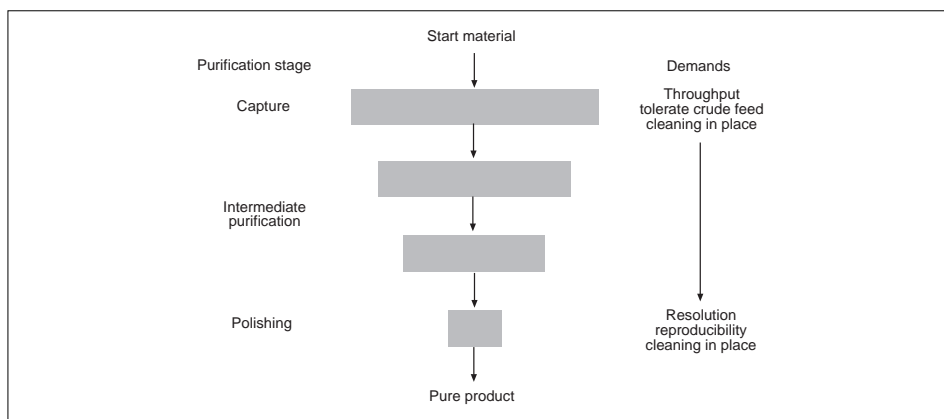 Start material
Purification stage
Demands
Capture
Throughput
tolerate crude feed
cleaning in place
Intermediate
purification
Polishing
Resolution
reproducibility
cleaning in place
Pure product